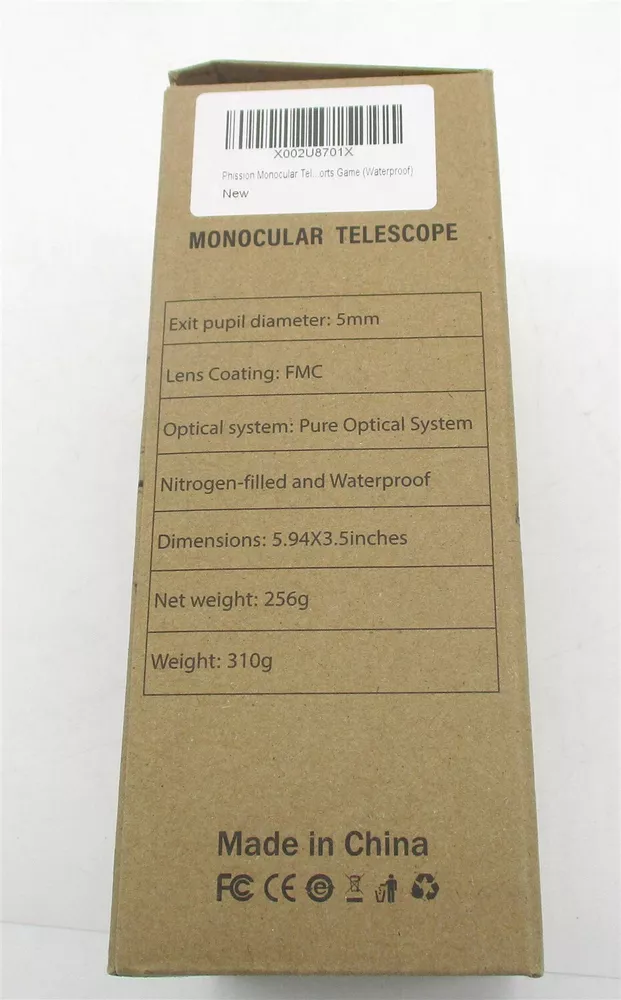 X002U8701X
Phission Monocular Tel...orts Game (Waterproof)
New
MONOCULAR TELESCOPE
Exit pupil diameter: 5mm
Lens Coating: FMC
Optical system: Pure Optical System
Nitrogen-filled and Waterproof
Dimensions: 5.94X3.5inches
Net weight: 256g
Weight: 310g
Made in China
FC CE e